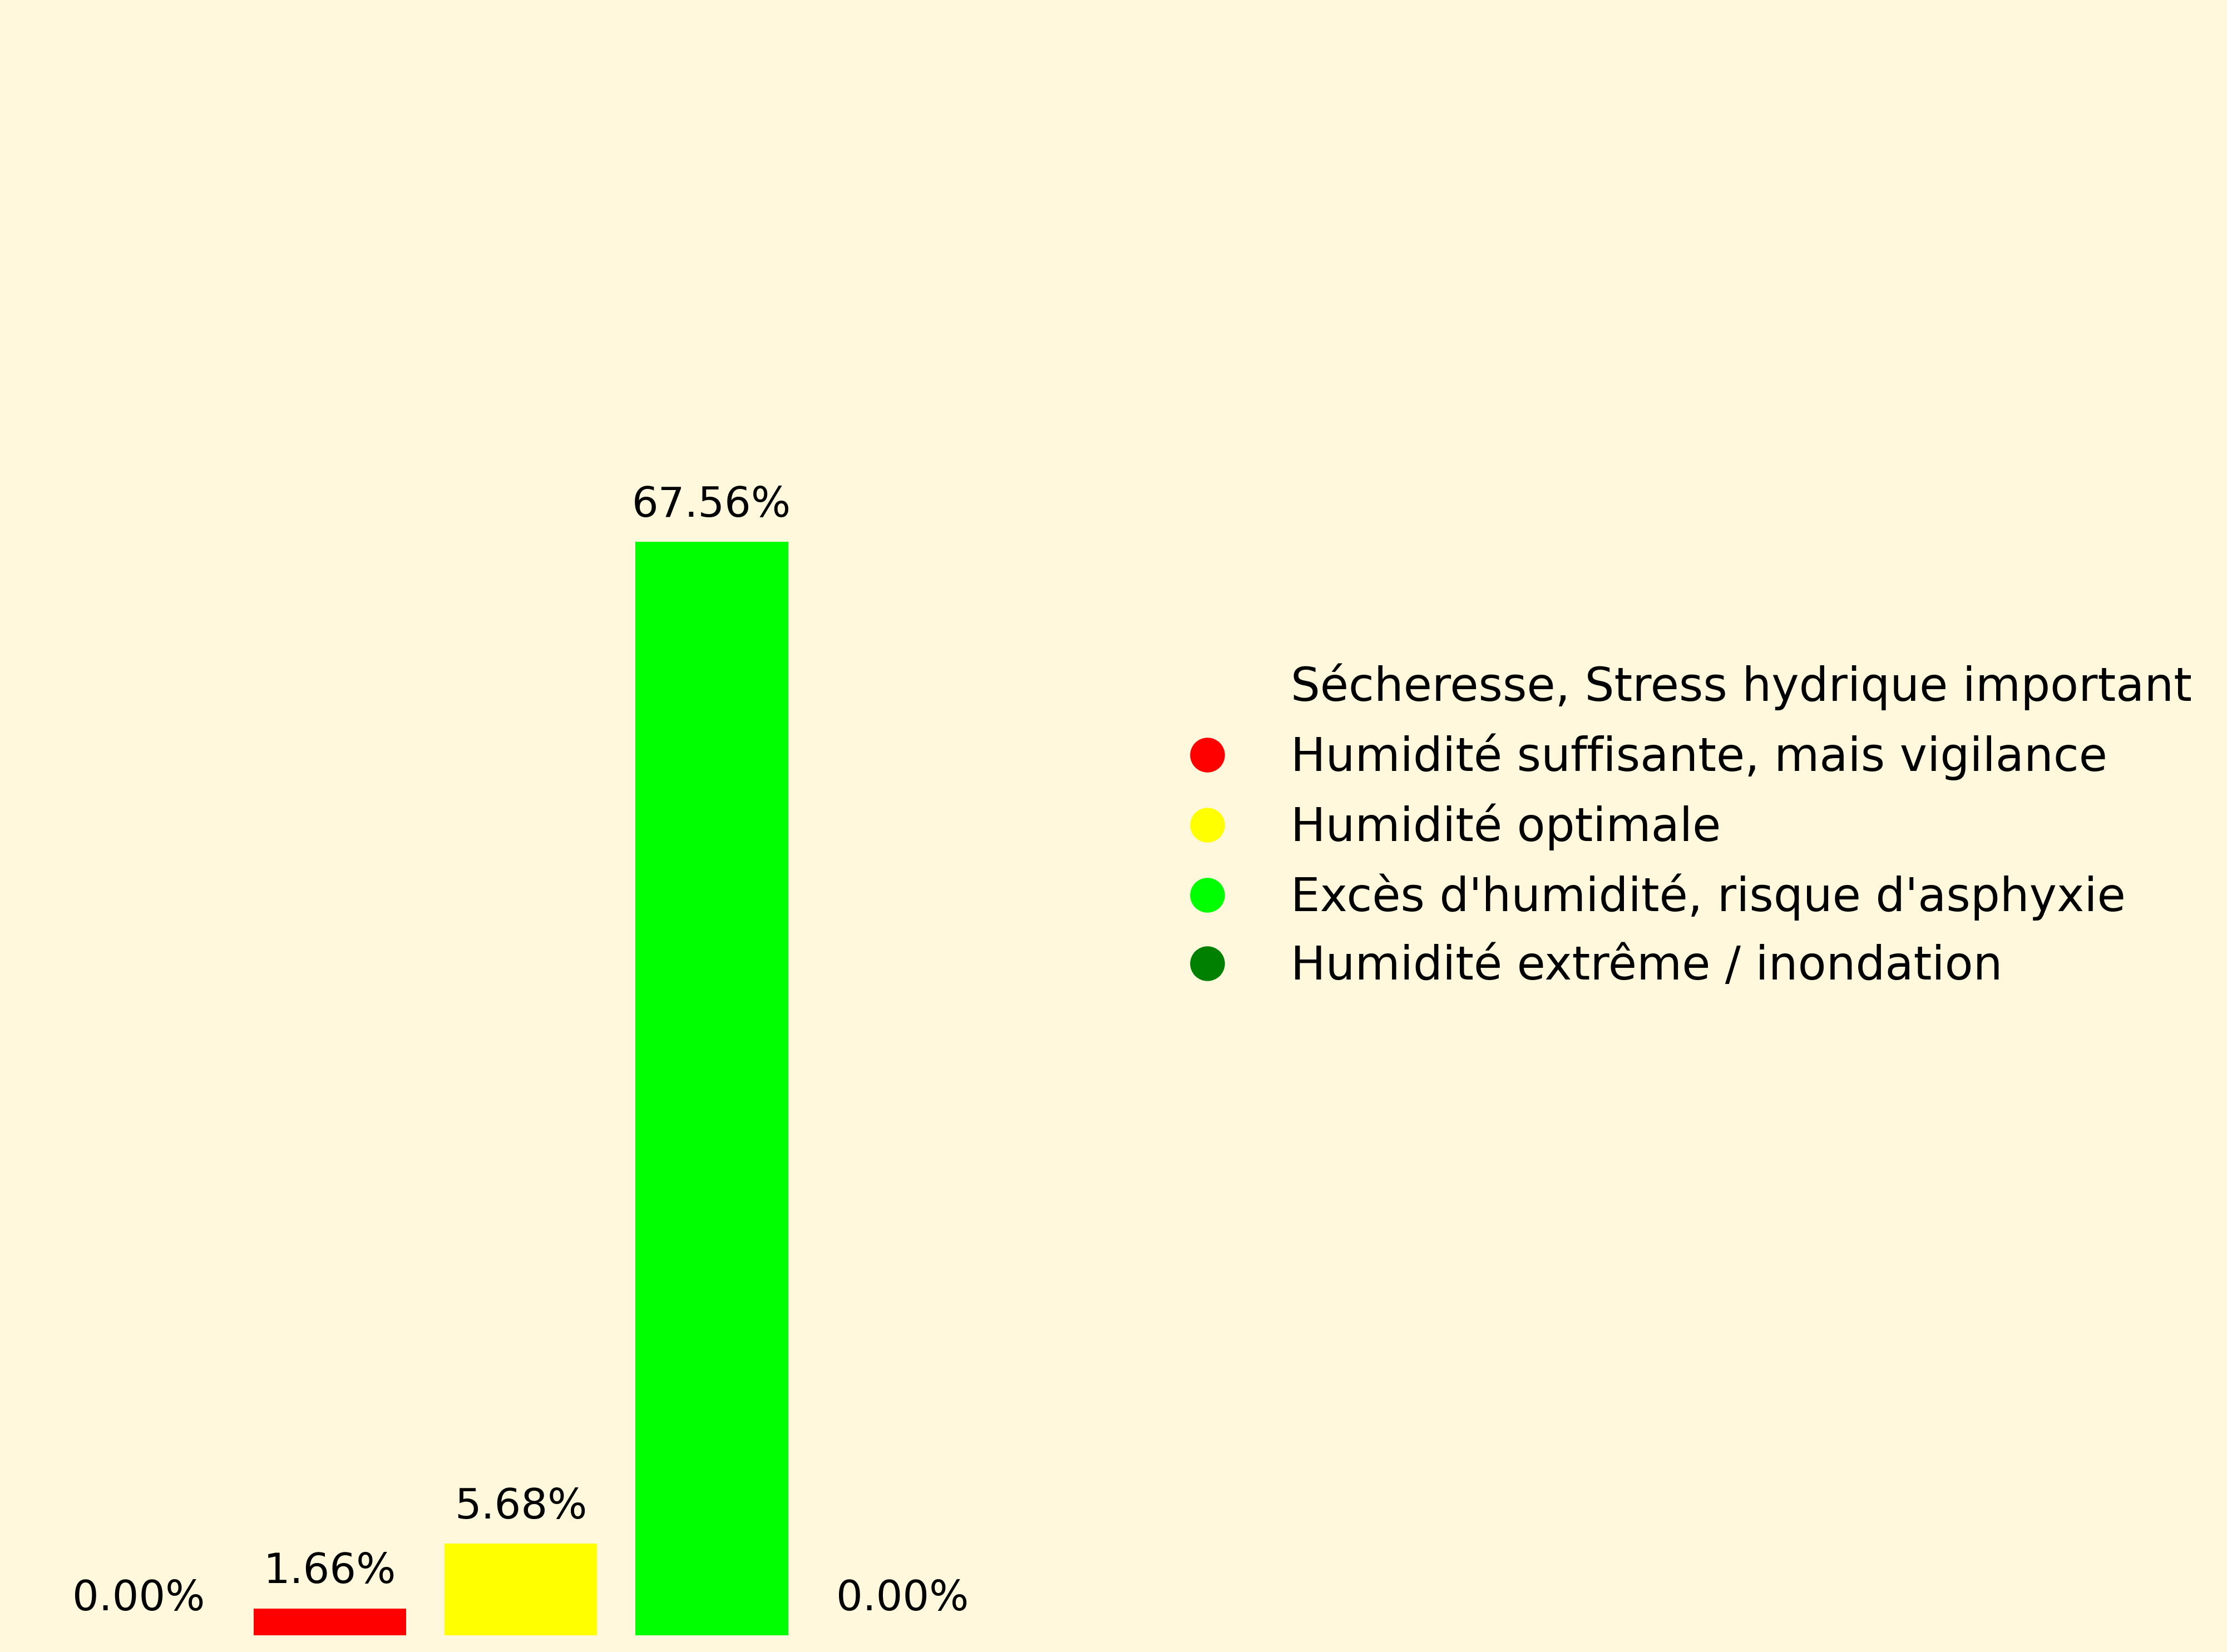 67.56%
5.68%
1.66%
0.00%
0.00%
Sécheresse, Stress hydrique important
Humidité suffisante, mais vigilance
Humidité optimale
Excès d'humidité, risque d'asphyxie
Humidité extrême / inondation